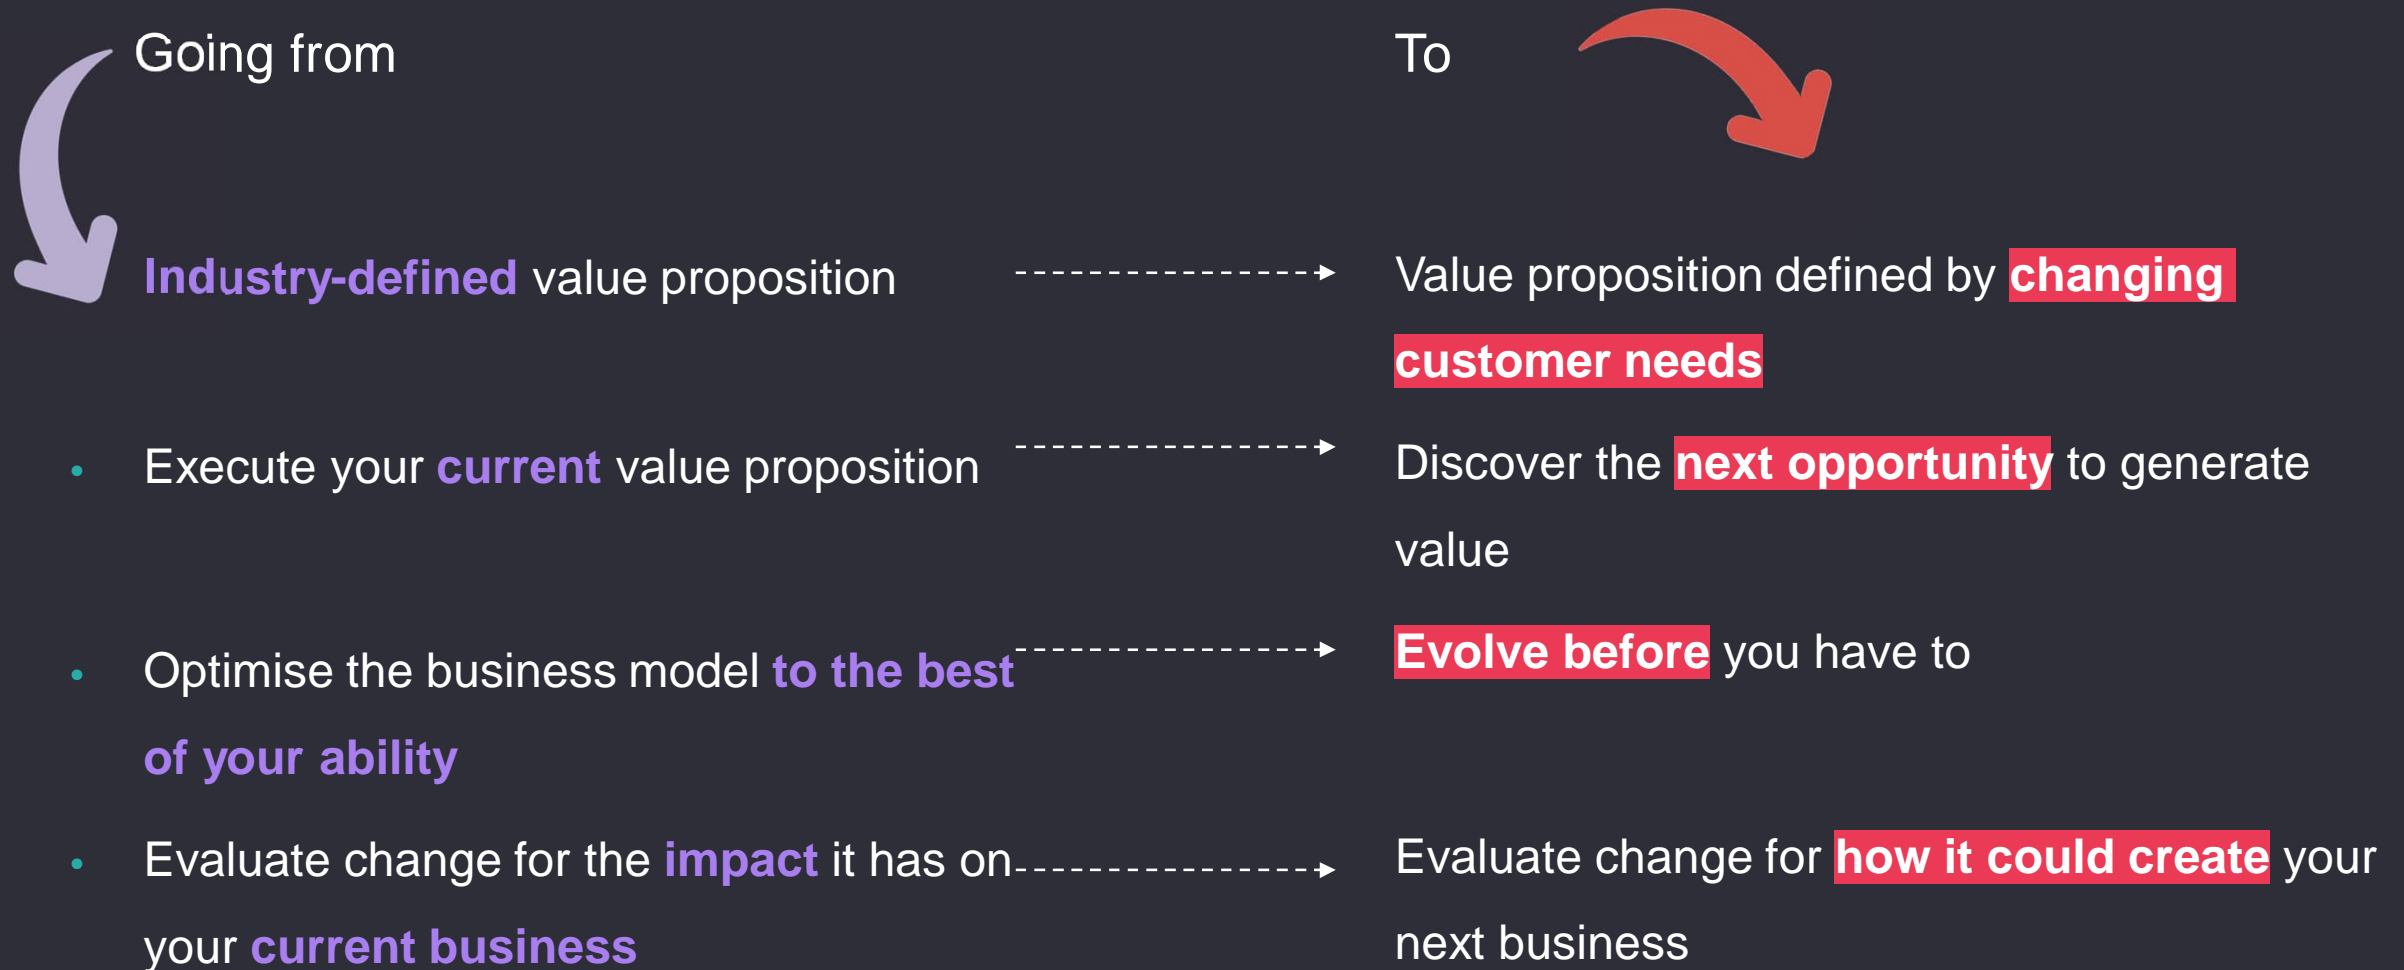 Going from
To
Industry-defined value proposition
Value proposition defined by changing
customer needs
• Execute your current value proposition
Discover the next opportunity to generate
value
• Optimise the business model to the best
of your ability
Evolve before you have to
• Evaluate change for the impact it has on
your current business
Evaluate change for how it could create your
next business